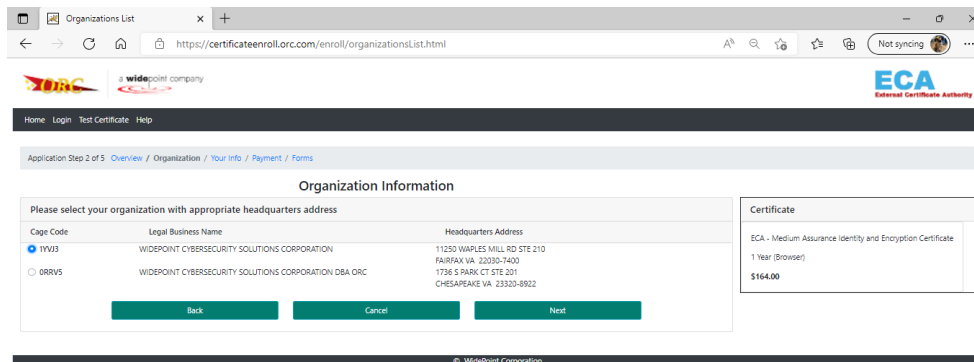 Organizations List
https://certificateenroll.orc.com/enroll/organizationsList.html
Not syncing
ORC
a widepoint company
ECA
External Certificate Authority
Home Login Test Certificate Help
Application Step 2 of 5 Overview / Organization / Your Info / Payment / Forms
Organization Information
Please select your organization with appropriate headquarters address
Cage Code Legal Business Name Headquarters Address
1YVJ3 WIDEPOINT CYBERSECURITY SOLUTIONS CORPORATION 11250 WAPLES MILL RD STE 210
FAIRFAX VA 22030-7400
0RRV5 WIDEPOINT CYBERSECURITY SOLUTIONS CORPORATION DBA ORC 1736 S PARK CT STE 201
CHESAPEAKE VA 23320-8922
Back Cancel Next
Certificate
ECA - Medium Assurance Identity and Encryption Certificate
1 Year (Browser)
$164.00
© WidePoint Corporation